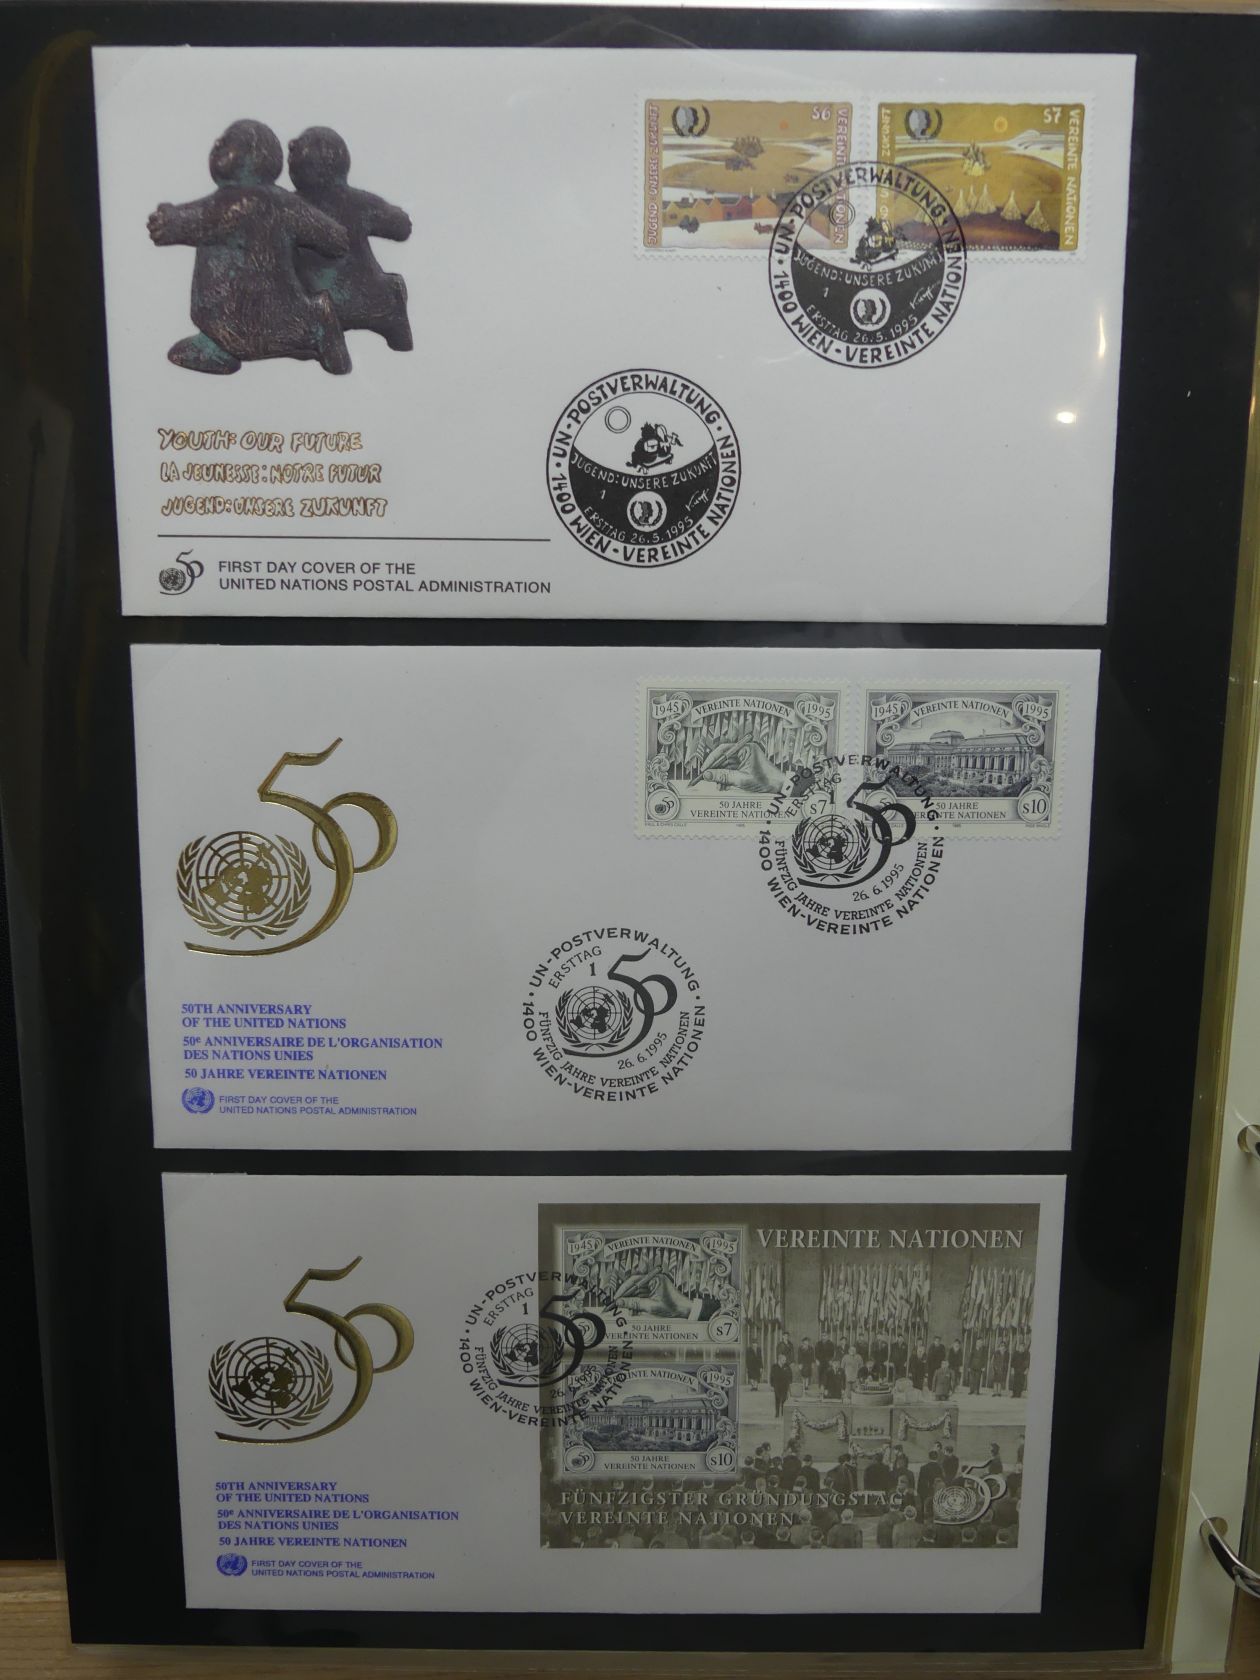 S6
JUGEND: UNSERE ZUKUNFT
VEREINTE NATIONEN
S7
ZUKUNFT
VEREINTE NATIONEN
UN-POSTVERWALTUNG
JUGEND: UNSERE ZUKUNFT
1
ERSTTAG 26.5.1995
1400 WIEN-VEREINTE NATIONEN
UN-POSTVERWALTUNG
JUGEND: UNSERE ZUKUNFT
1
ERSTTAG 26.5.1995
1400 WIEN-VEREINTE NATIONEN
YOUTH: OUR FUTURE
LA JEUNESSE: NOTRE FUTUR
JUGEND: UNSERE ZUKUNFT
50
FIRST DAY COVER OF THE
UNITED NATIONS POSTAL ADMINISTRATION
1945 VEREINTE NATIONEN 1995
50 JAHRE
VEREINTE NATIONEN
s7
1945 VEREINTE NATIONEN 1995
50 JAHRE
VEREINTE NATIONEN
s10
UN-POSTVERWALTUNG
ERSTTAG
1
50
26.6.1995
FÜNFZIG JAHRE VEREINTE NATIONEN
1400 WIEN-VEREINTE NATIONEN
50
UN-POSTVERWALTUNG
ERSTTAG
1
50
26.6.1995
FÜNFZIG JAHRE VEREINTE NATIONEN
1400 WIEN-VEREINTE NATIONEN
50TH ANNIVERSARY
OF THE UNITED NATIONS
50e ANNIVERSAIRE DE L'ORGANISATION
DES NATIONS UNIES
50 JAHRE VEREINTE NATIONEN
FIRST DAY COVER OF THE
UNITED NATIONS POSTAL ADMINISTRATION
VEREINTE NATIONEN
1945 VEREINTE NATIONEN 1995
50 JAHRE
VEREINTE NATIONEN
s7
VEREINTE NATIONEN 1995
50 JAHRE
VEREINTE NATIONEN
s10
UN-POSTVERWALTUNG
ERSTTAG
1
50
FÜNFZIG JAHRE VEREINTE NATIONEN
1400 WIEN-VEREINTE NATIONEN
FÜNFZIGSTER GRÜNDUNGSTAG
VEREINTE NATIONEN
50
50
50TH ANNIVERSARY
OF THE UNITED NATIONS
50e ANNIVERSAIRE DE L'ORGANISATION
DES NATIONS UNIES
50 JAHRE VEREINTE NATIONEN
FIRST DAY COVER OF THE
UNITED NATIONS POSTAL ADMINISTRATION